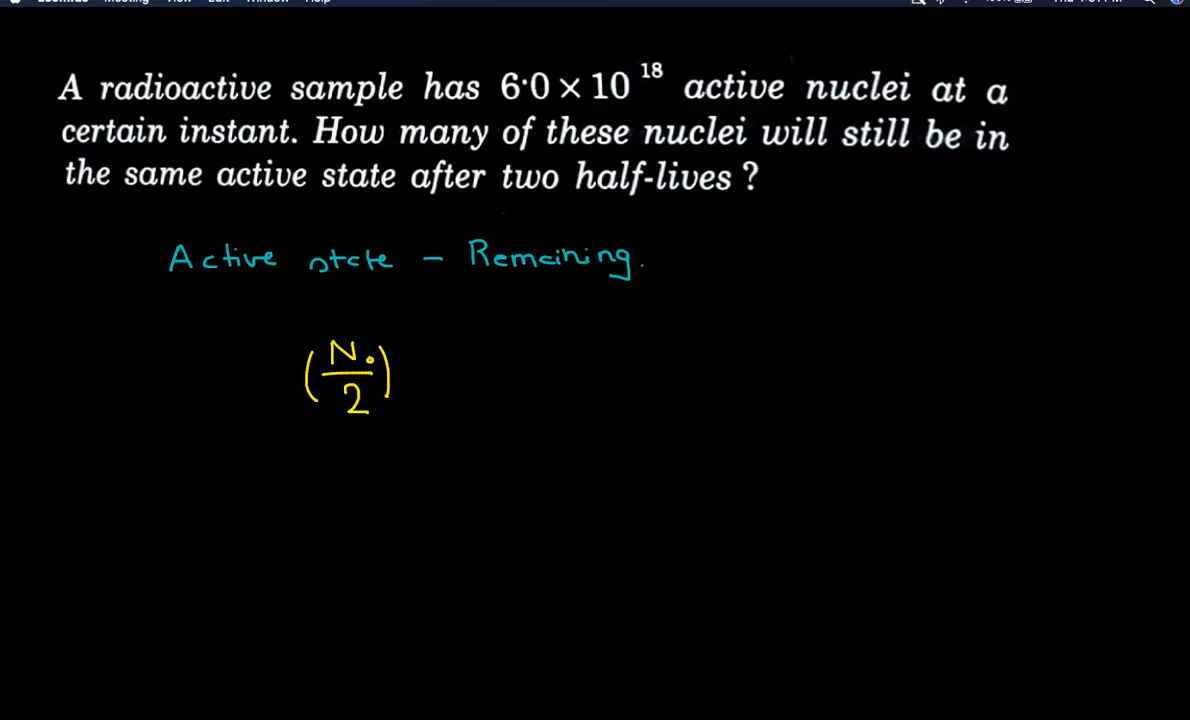 A radioactive sample has 6·0 × 10^18 active nuclei at a
certain instant. How many of these nuclei will still be in
the same active state after two half-lives ?
Active state – Remaining.
(N₀/2)